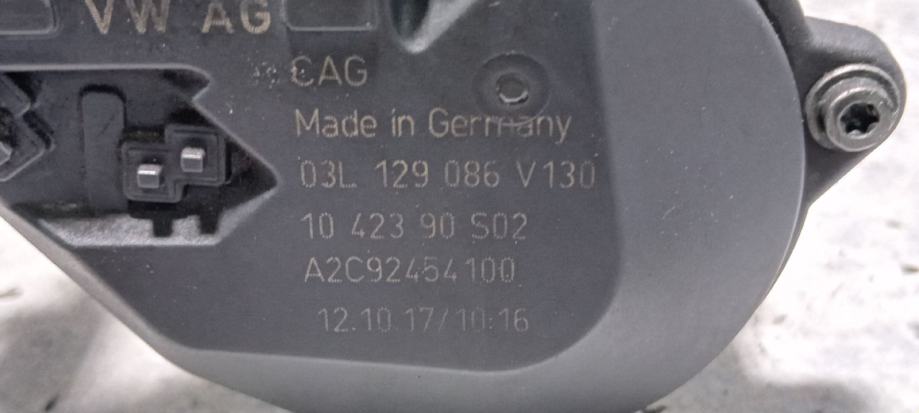 VW AG
CAG
Made in Germany
03L 129 086 V130
10 423 90 S02
A2C92454100
12.10.17/10:16